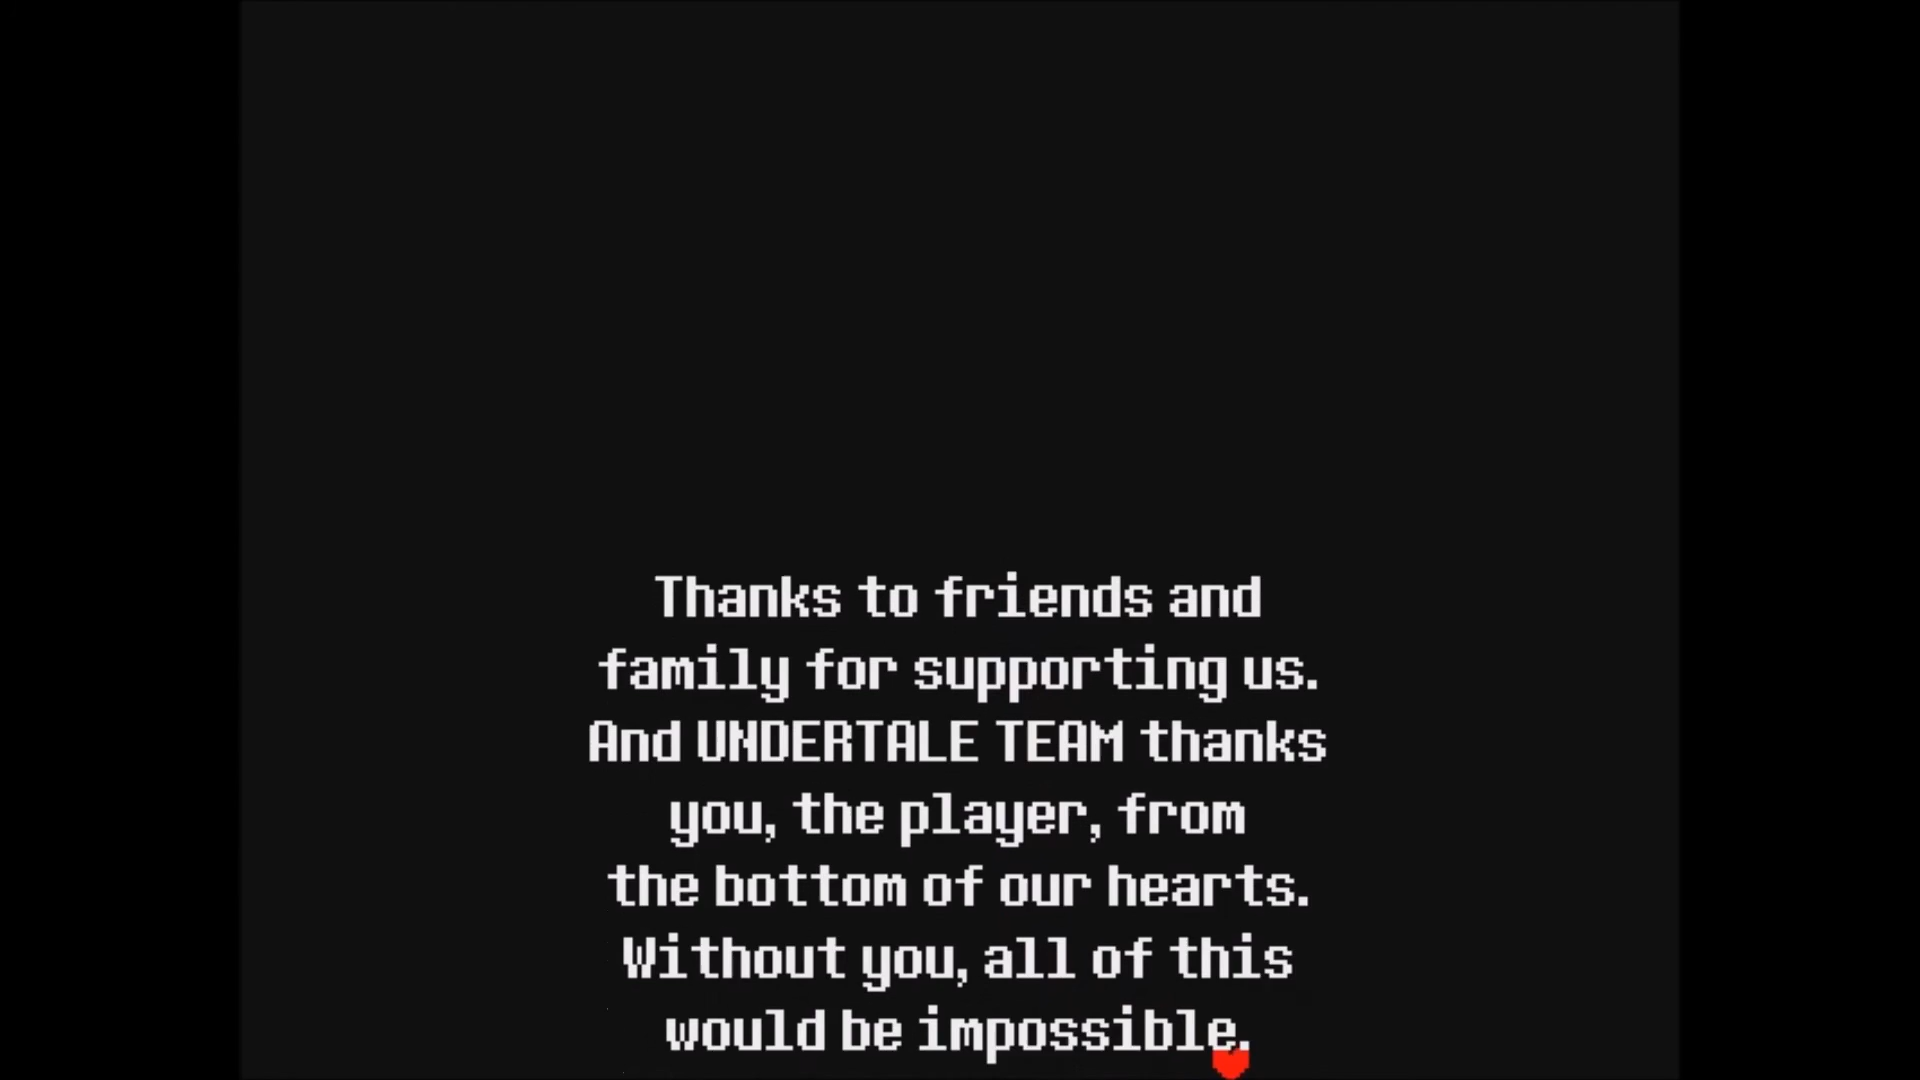 Thanks to friends and
family for supporting us.
And UNDERTALE TEAM thanks
you, the player, from
the bottom of our hearts.
Without you, all of this
would be impossible.